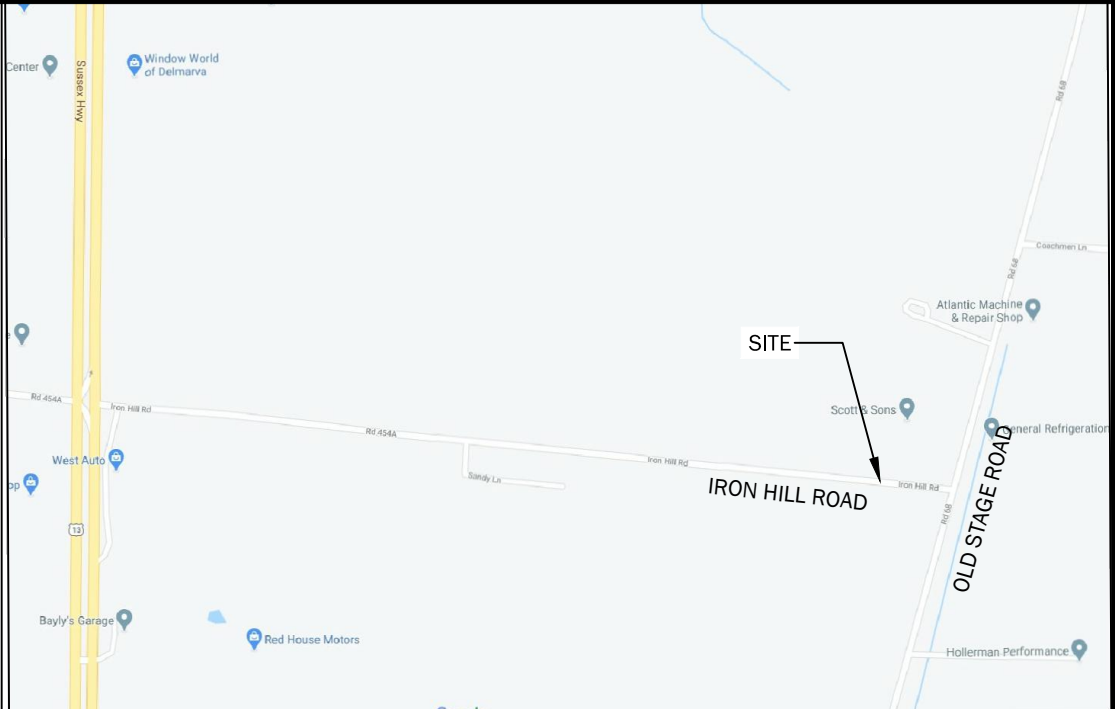 Window World
of Delmarva
Center
Sussex Hwy
Rd 68
Coachmen Ln
Rd 68
Atlantic Machine
& Repair Shop
SITE
Rd 454A
Iron Hill Rd
Scott & Sons
General Refrigeration
Rd 454A
West Auto
Iron Hill Rd
Sandy Ln
IRON HILL ROAD
Iron Hill Rd
Rd 68
OLD STAGE ROAD
13
Bayly's Garage
Red House Motors
Hollerman Performance